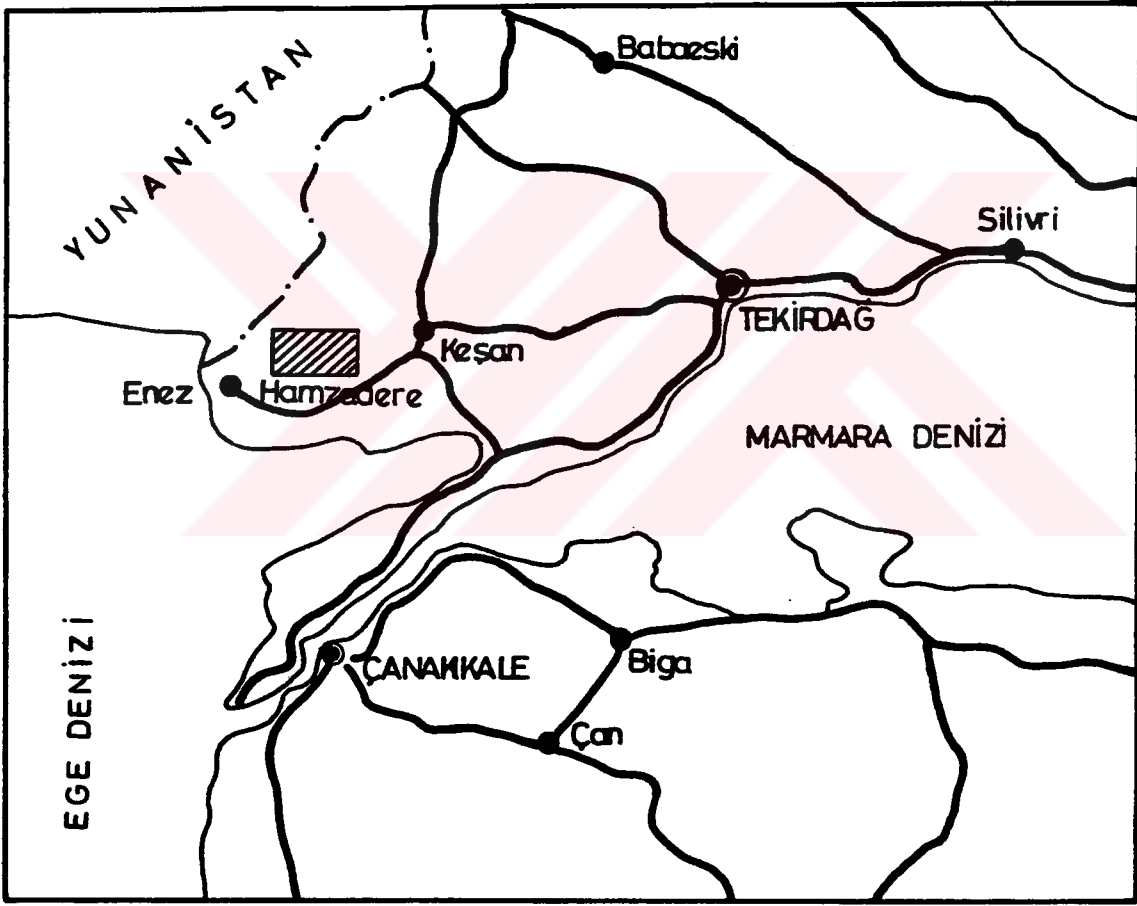 Babaeski
YUNANİSTAN
Silivri
TEKİRDAĞ
Keşan
Enez
Hamzadere
MARMARA DENİZİ
EGE DENİZİ
ÇANAKKALE
Biga
Çan